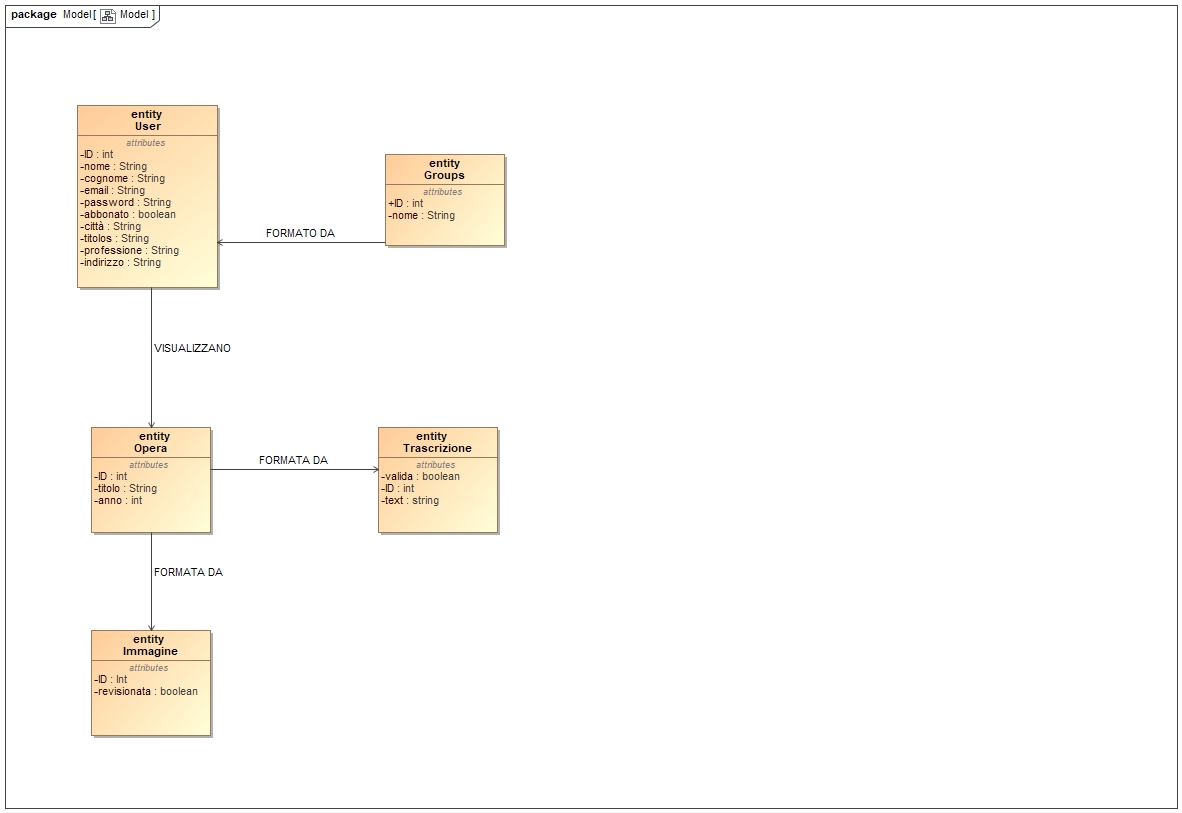 package Model[ Model ]
entity
User
attributes
-ID : int
-nome : String
-cognome : String
-email : String
-password : String
-abbonato : boolean
-città : String
-titolos : String
-professione : String
-indirizzo : String
entity
Groups
attributes
+ID : int
-nome : String
FORMATO DA
VISUALIZZANO
entity
Opera
attributes
-ID : int
-titolo : String
-anno : int
FORMATA DA
entity
Trascrizione
attributes
-valida : boolean
-ID : int
-text : string
FORMATA DA
entity
Immagine
attributes
-ID : Int
-revisionata : boolean